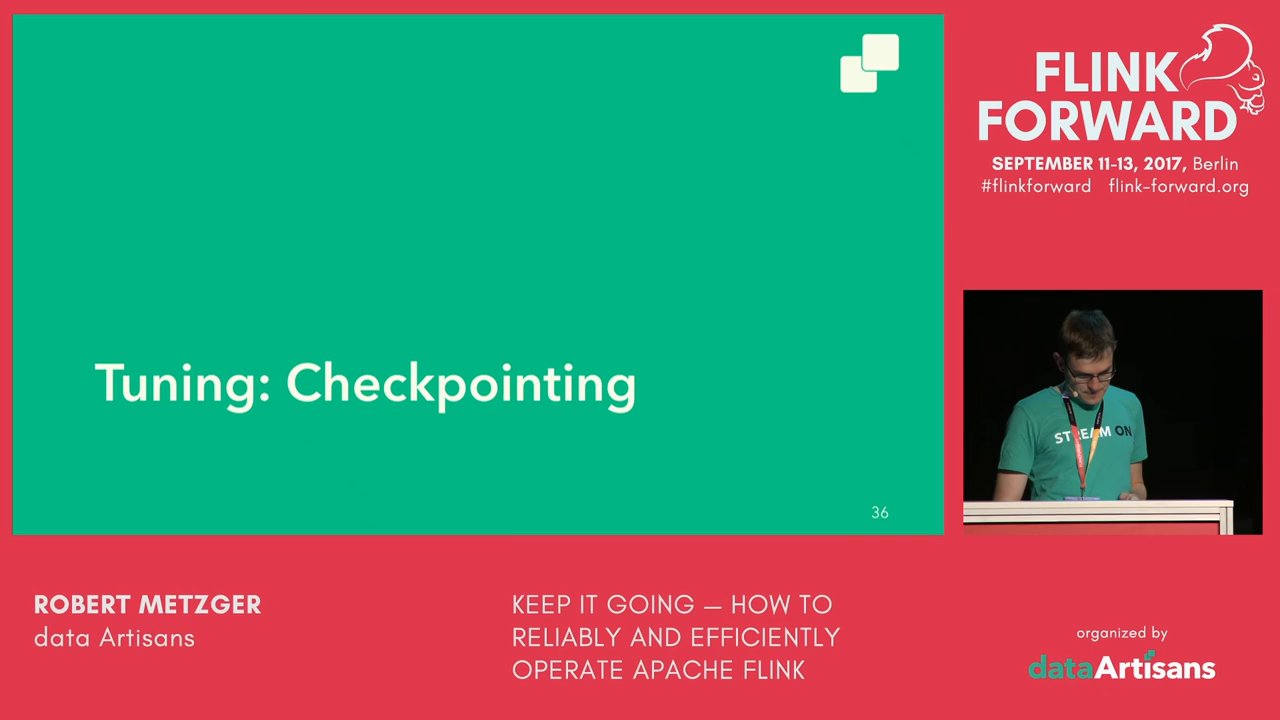 Tuning: Checkpointing
36
FLINK
FORWARD
SEPTEMBER 11-13, 2017, Berlin
#flinkforward flink-forward.org
STREAM ON
ROBERT METZGER
data Artisans
KEEP IT GOING — HOW TO
RELIABLY AND EFFICIENTLY
OPERATE APACHE FLINK
organized by
dataArtisans